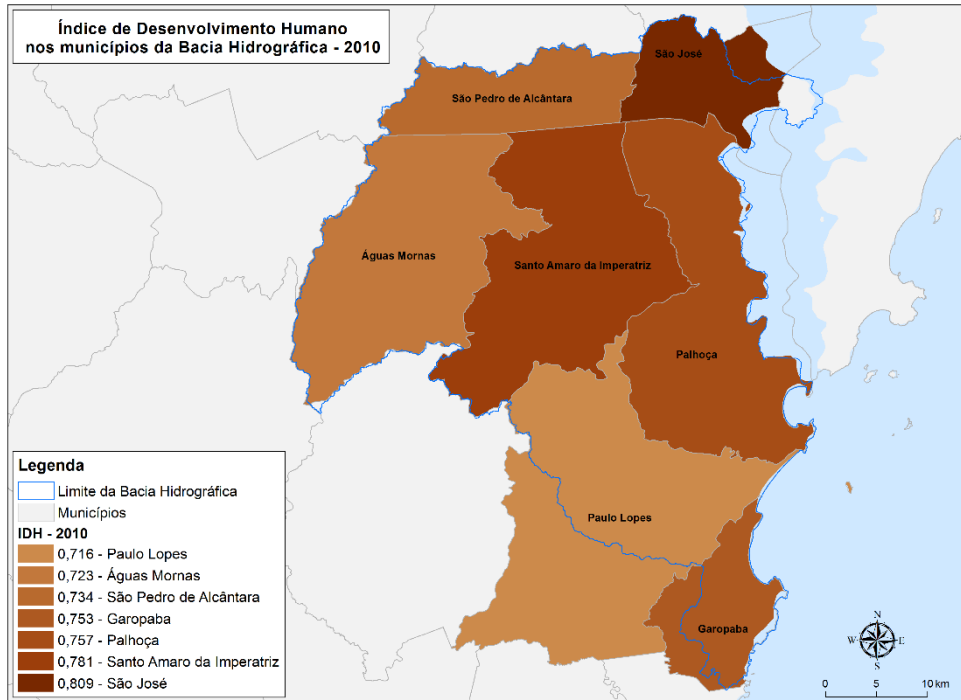 Índice de Desenvolvimento Humano
nos municípios da Bacia Hidrográfica - 2010
São José
São Pedro de Alcântara
Águas Mornas
Santo Amaro da Imperatriz
Palhoça
Paulo Lopes
Garopaba
Legenda
Limite da Bacia Hidrográfica
Municípios
IDH - 2010
0,716 - Paulo Lopes
0,723 - Águas Mornas
0,734 - São Pedro de Alcântara
0,753 - Garopaba
0,757 - Palhoça
0,781 - Santo Amaro da Imperatriz
0,809 - São José
N
W E
S
0 5 10 km